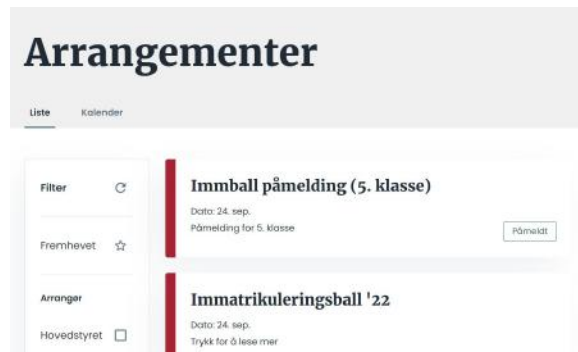 Arrangementer
Liste Kalender
Filter
Fremhevet
Arrangør
Hovedstyret
Immball påmelding (5. klasse)
Dato: 24. sep.
Påmelding for 5. klasse
Påmeldt
Immatrikuleringsball '22
Dato: 24. sep.
Trykk for å lese mer